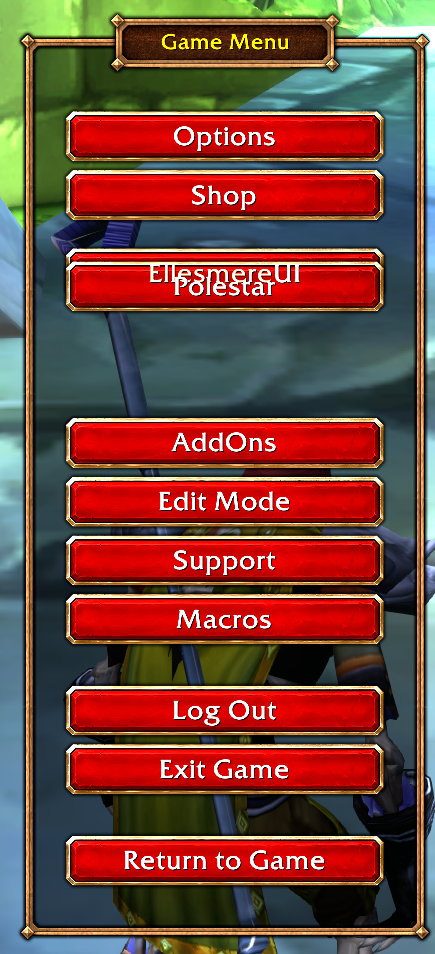 Game Menu
Options
Shop
EllesmereUI
Polestar
AddOns
Edit Mode
Support
Macros
Log Out
Exit Game
Return to Game